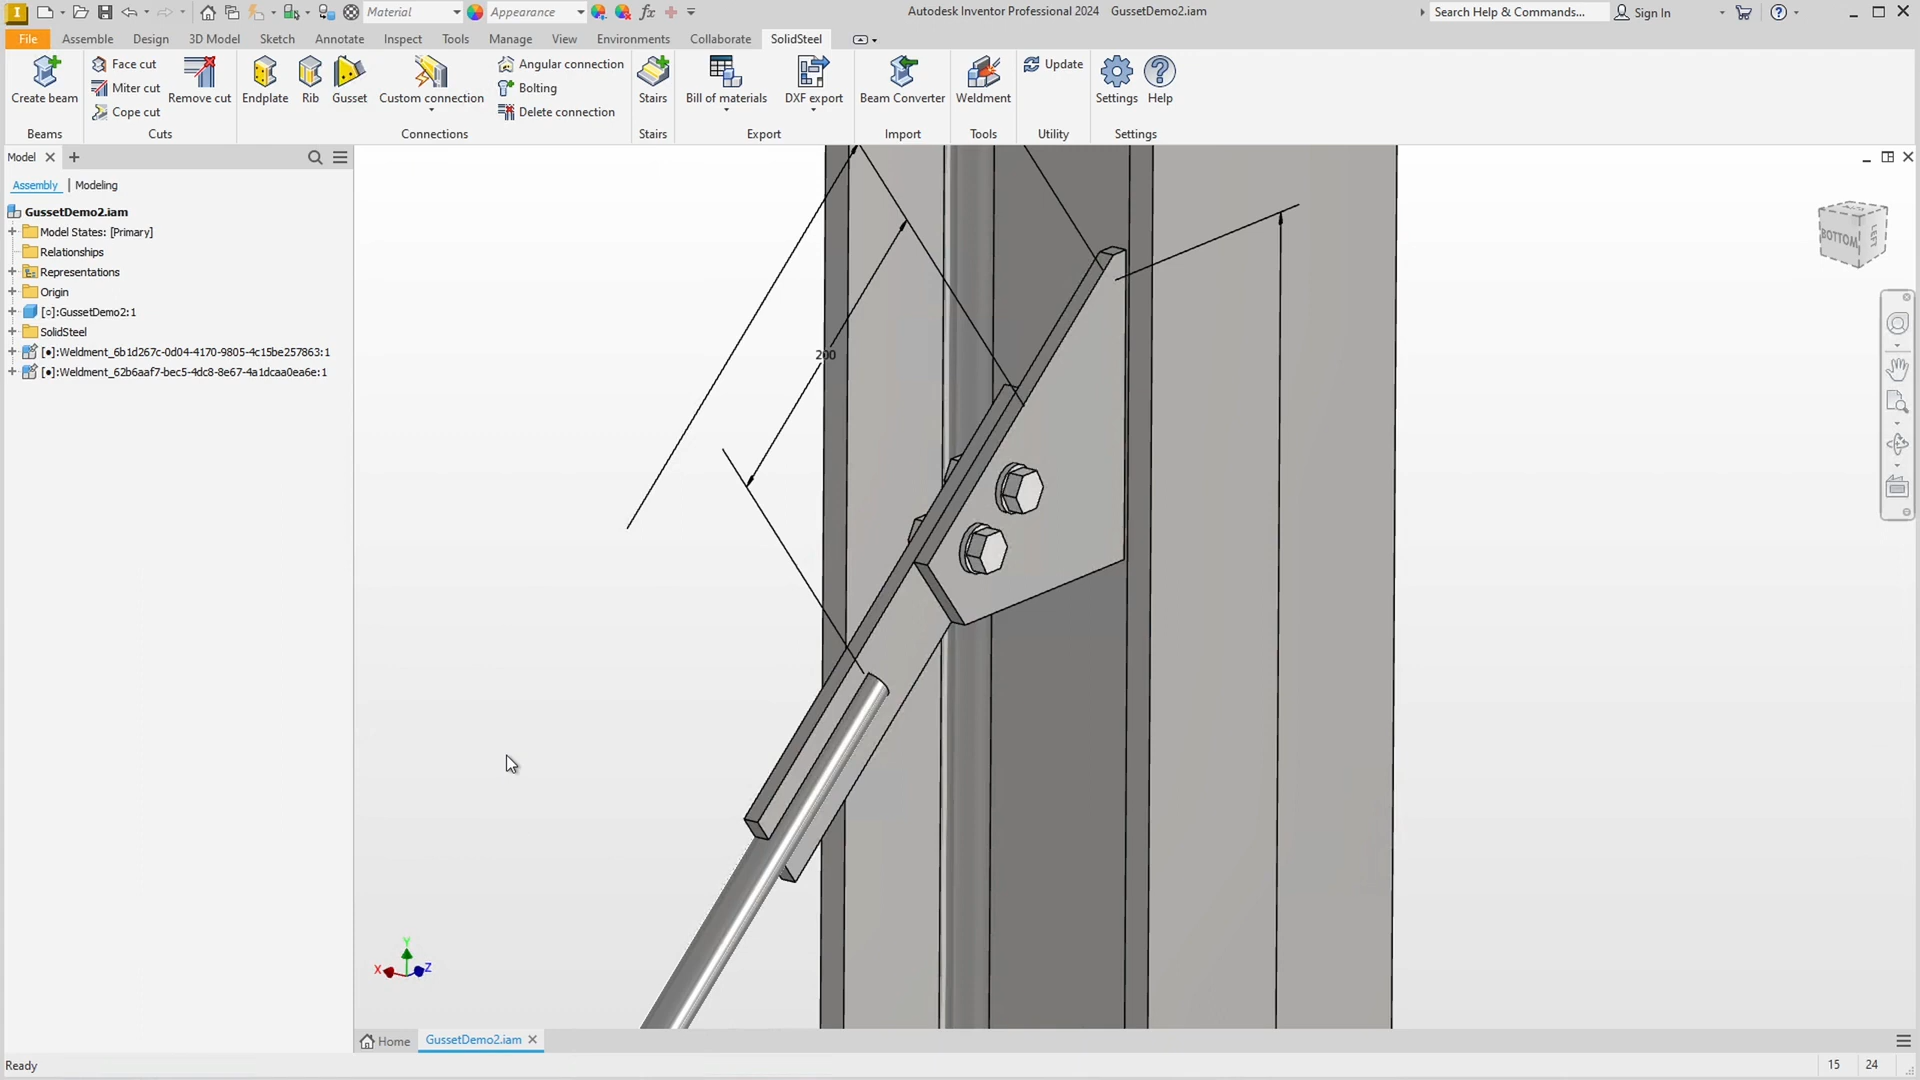 Material
Appearance
Autodesk Inventor Professional 2024 GussetDemo2.iam
Search Help & Commands...
Sign In
File
Assemble
Design
3D Model
Sketch
Annotate
Inspect
Tools
Manage
View
Environments
Collaborate
SolidSteel
Create beam
Face cut
Miter cut
Cope cut
Remove cut
Endplate
Rib
Gusset
Custom connection
Angular connection
Bolting
Delete connection
Stairs
Bill of materials
DXF export
Beam Converter
Weldment
Update
Settings
Help
Beams
Cuts
Connections
Stairs
Export
Import
Tools
Utility
Settings
Model
Assembly
Modeling
GussetDemo2.iam
Model States: [Primary]
Relationships
Representations
Origin
[○]:GussetDemo2:1
SolidSteel
[●]:Weldment_6b1d267c-0d04-4170-9805-4c15be257863:1
[●]:Weldment_62b6aaf7-bec5-4dc8-8e67-4a1dcaa0ea6e:1
200
BOTTOM
LEFT
Y
X
Z
Home
GussetDemo2.iam
Ready
15
24